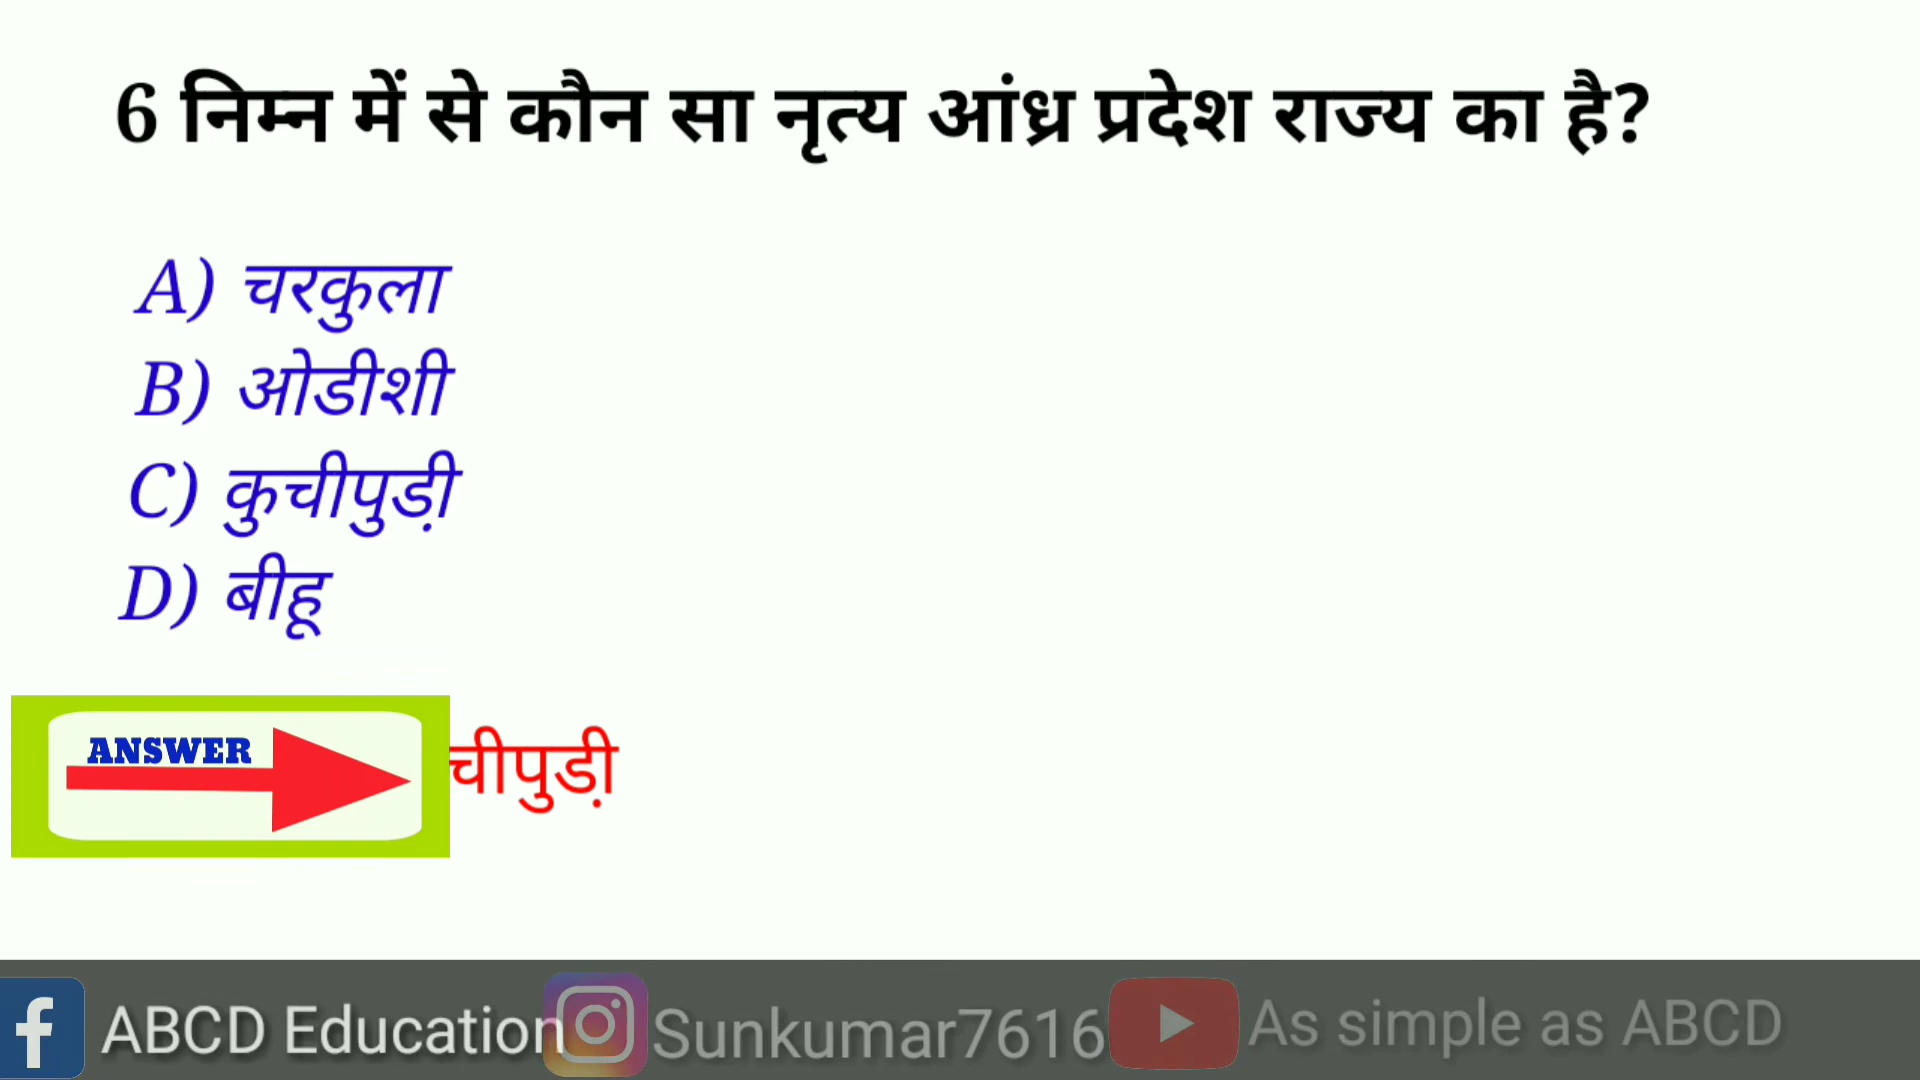 6 निम्न में से कौन सा नृत्य आंध्र प्रदेश राज्य का है?
A) चरकुला
B) ओडीशी
C) कुचीपुड़ी
D) बीहू
ANSWER
चीपुड़ी
ABCD Education Sunkumar7616 As simple as ABCD